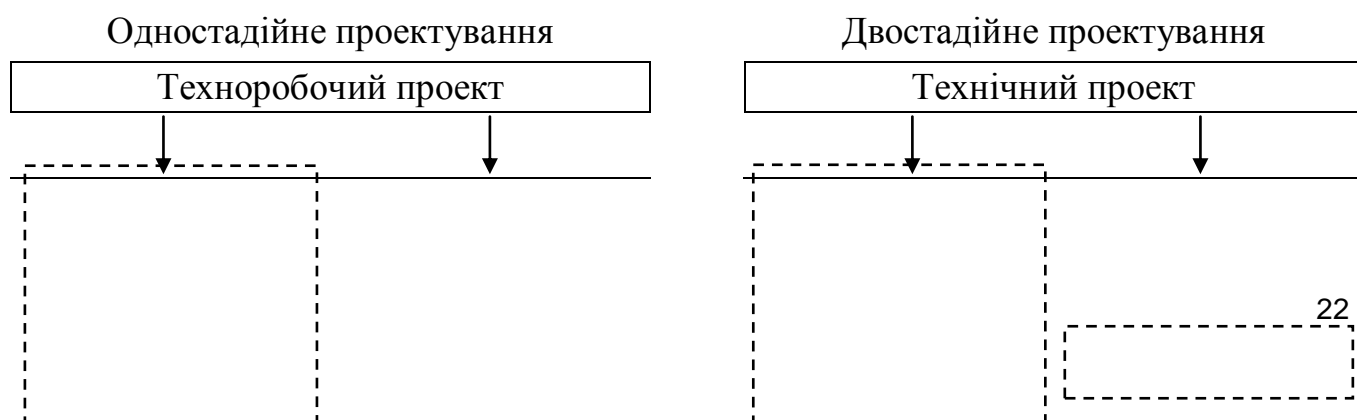 Одностадійне проектування
Техноробочий проект
Двостадійне проектування
Технічний проект
22